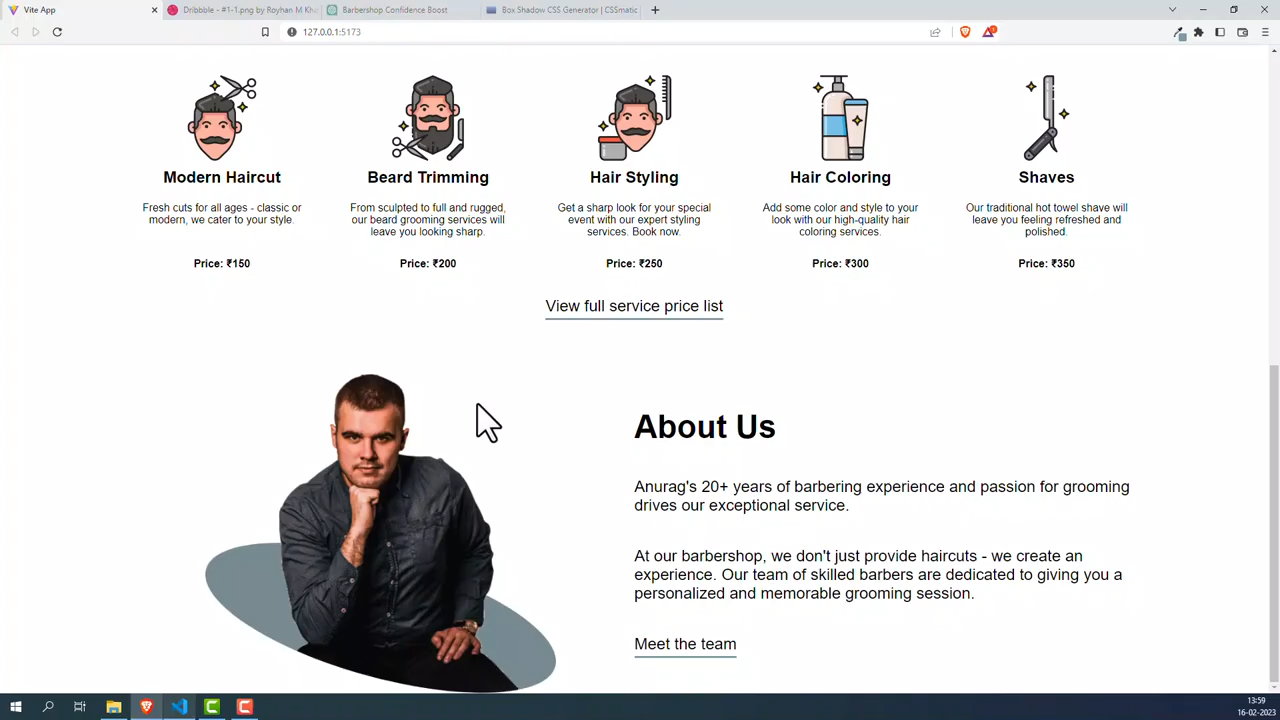 Vite App
Dribbble - #1-1.png by Royhan M Kha
Barbershop Confidence Boost
Box Shadow CSS Generator | CSSmatic
127.0.0.1:5173
Modern Haircut
Beard Trimming
Hair Styling
Hair Coloring
Shaves
Fresh cuts for all ages - classic or
modern, we cater to your style.
From sculpted to full and rugged,
our beard grooming services will
leave you looking sharp.
Get a sharp look for your special
event with our expert styling
services. Book now.
Add some color and style to your
look with our high-quality hair
coloring services.
Our traditional hot towel shave will
leave you feeling refreshed and
polished.
Price: ₹150
Price: ₹200
Price: ₹250
Price: ₹300
Price: ₹350
View full service price list
About Us
Anurag's 20+ years of barbering experience and passion for grooming
drives our exceptional service.
At our barbershop, we don't just provide haircuts - we create an
experience. Our team of skilled barbers are dedicated to giving you a
personalized and memorable grooming session.
Meet the team
13:59
16-02-2023